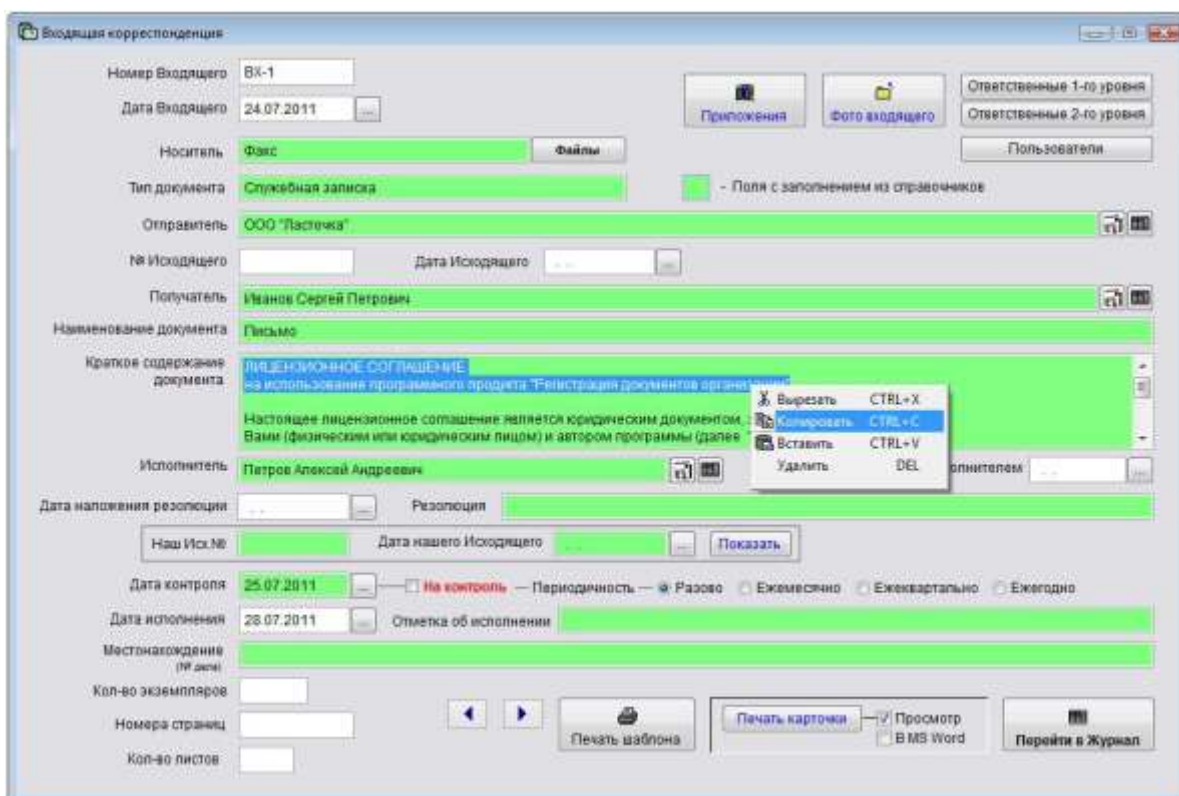 Входящая корреспонденция
Номер Входящего ВХ-1
Дата Входящего 24.07.2011 ...
Приложения
Фото входящего
Ответственные 1-го уровня
Ответственные 2-го уровня
Пользователи
Носитель Факс Файлы
Тип документа Служебная записка - Поля с заполнением из справочников
Отправитель ООО "Ласточка"
№ Исходящего Дата Исходящего . . ...
Получатель Иванов Сергей Петрович
Наименование документа Письмо
Краткое содержание документа
ЛИЦЕНЗИОННОЕ СОГЛАШЕНИЕ
на использование программного продукта "Регистрация документов организации"
Настоящее лицензионное соглашение является юридическим документом,
Вами (физическим или юридическим лицом) и автором программы (далее "
Вырезать CTRL+X
Копировать CTRL+C
Вставить CTRL+V
Удалить DEL
Исполнитель Петров Алексей Андреевич . . ...
Дата наложения резолюции . . ... Резолюция
Наш Исх.№ Дата нашего Исходящего . . ... Показать
Дата контроля 25.07.2011 ... На контроль Периодичность Разово Ежемесячно Ежеквартально Ежегодно
Дата исполнения 28.07.2011 ... Отметка об исполнении
Местонахождение
(№ дела)
Кол-во экземпляров
Номера страниц
Кол-во листов
Печать шаблона
Печать карточки
Просмотр
В MS Word
Перейти в Журнал